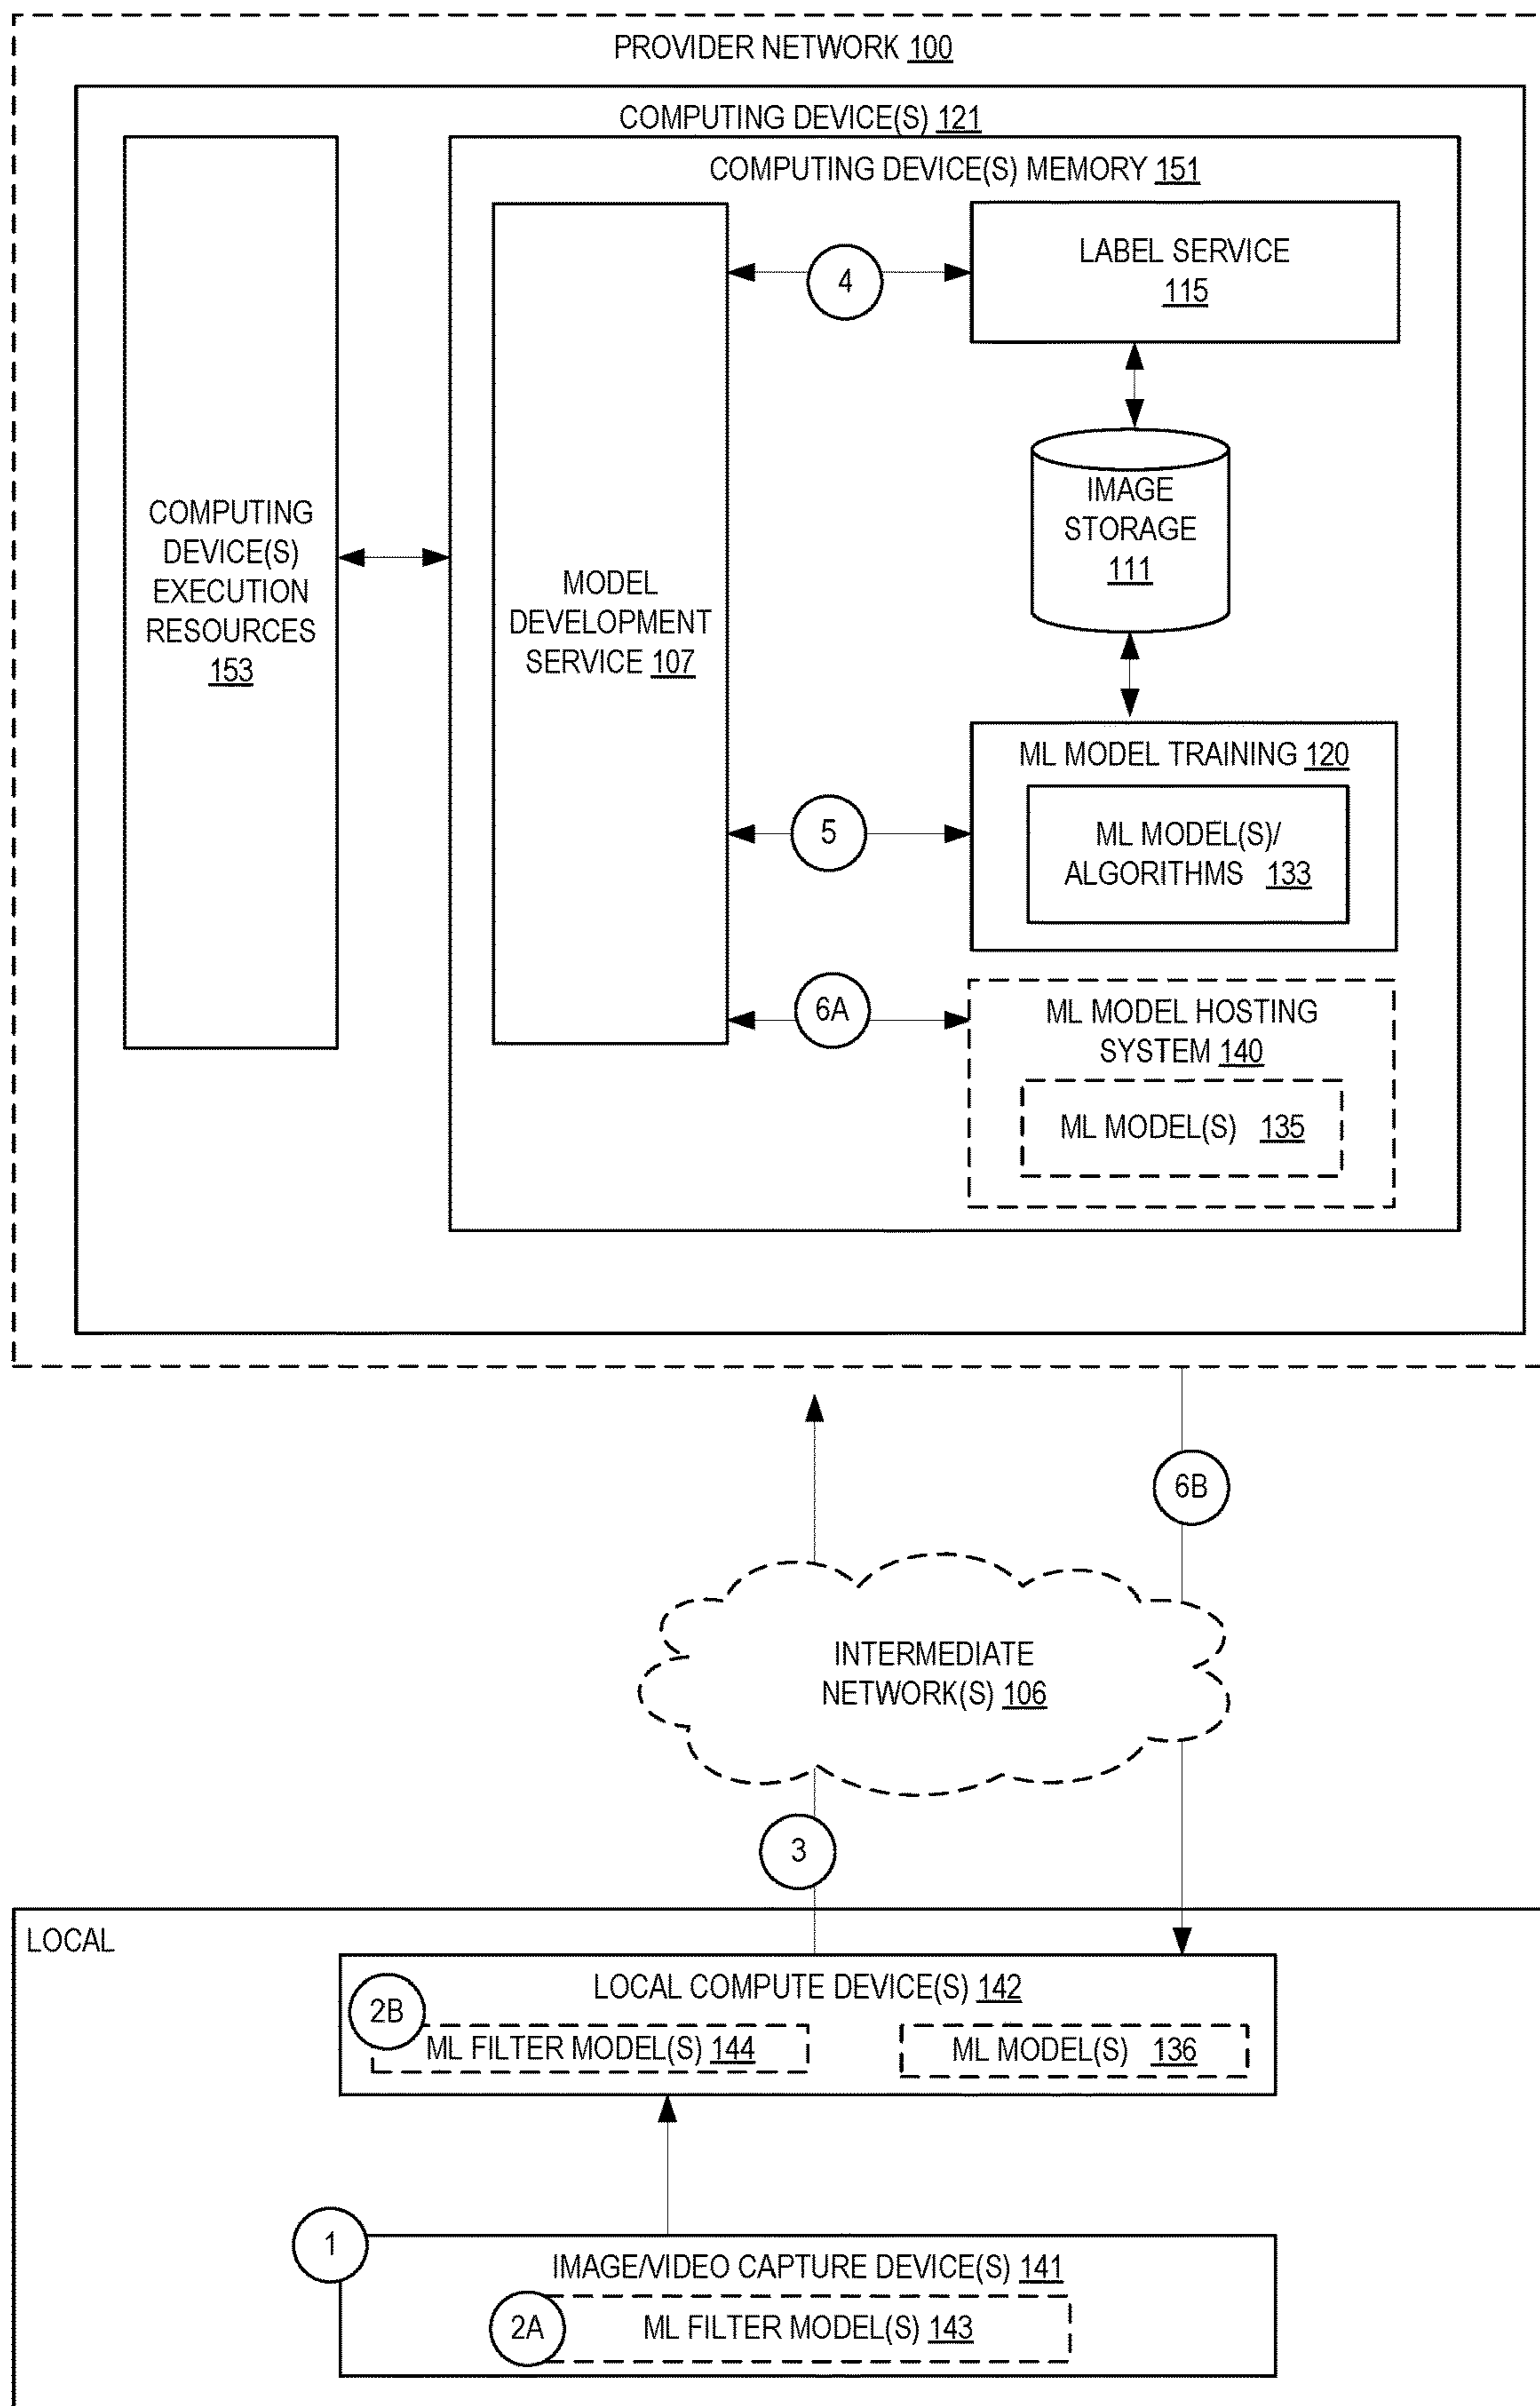 PROVIDER NETWORK 100
COMPUTING DEVICE(S) 121
COMPUTING DEVICE(S) MEMORY 151
COMPUTING
DEVICE(S)
EXECUTION
RESOURCES
153
MODEL
DEVELOPMENT
SERVICE 107
4
LABEL SERVICE
115
IMAGE
STORAGE
111
5
ML MODEL TRAINING 120
ML MODEL(S)/
ALGORITHMS 133
6A
ML MODEL HOSTING
SYSTEM 140
ML MODEL(S) 135
6B
INTERMEDIATE
NETWORK(S) 106
3
LOCAL
LOCAL COMPUTE DEVICE(S) 142
2B
ML FILTER MODEL(S) 144
ML MODEL(S) 136
1
IMAGE/VIDEO CAPTURE DEVICE(S) 141
2A
ML FILTER MODEL(S) 143